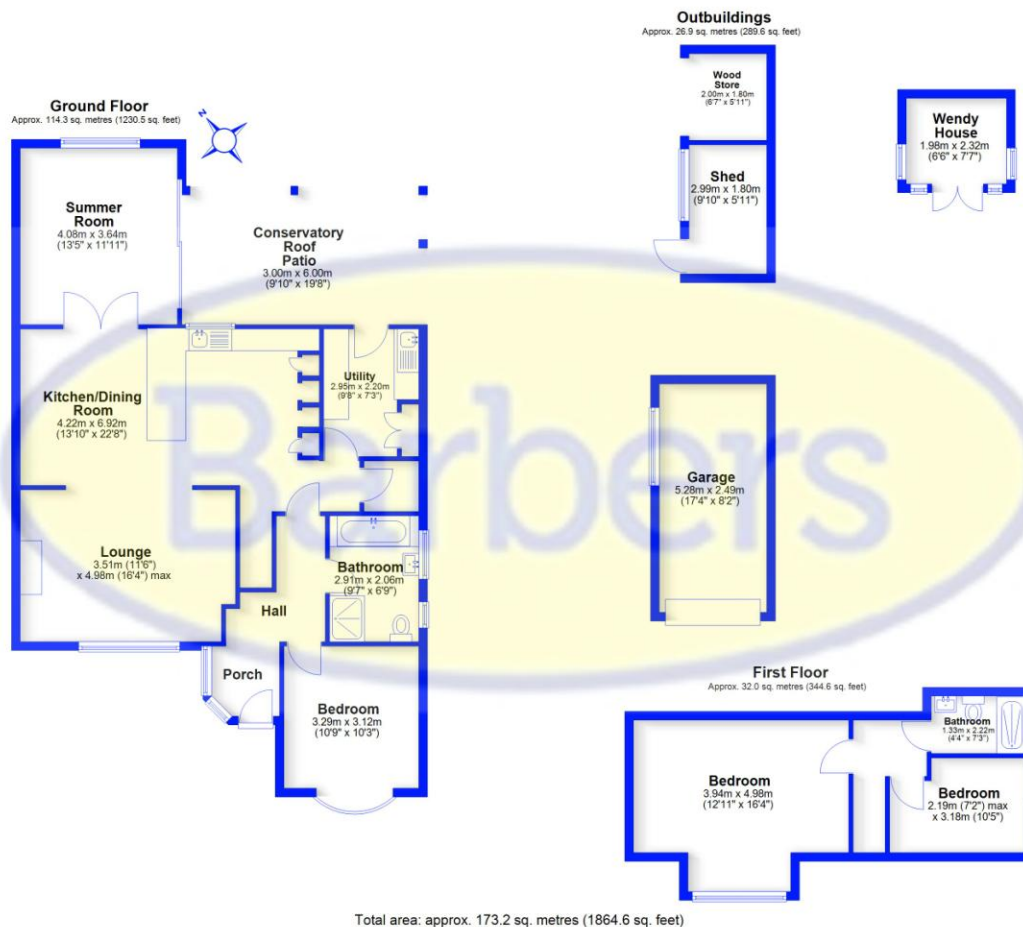 Outbuildings
Approx. 26.9 sq. metres (289.6 sq. feet)
Wood
Store
2.00m x 1.80m
(6'7" x 5'11")
Shed
2.99m x 1.80m
(9'10" x 5'11")
Wendy
House
1.98m x 2.32m
(6'6" x 7'7")
Ground Floor
Approx. 114.3 sq. metres (1230.5 sq. feet)
N
Summer
Room
4.08m x 3.64m
(13'5" x 11'11")
Conservatory
Roof
Patio
3.00m x 6.00m
(9'10" x 19'8")
Kitchen/Dining
Room
4.22m x 6.92m
(13'10" x 22'8")
Utility
2.95m x 2.20m
(9'8" x 7'3")
Barbers
Garage
5.28m x 2.49m
(17'4" x 8'2")
Lounge
3.51m (11'6")
x 4.98m (16'4") max
Bathroom
2.91m x 2.06m
(9'7" x 6'9")
Hall
Porch
Bedroom
3.29m x 3.12m
(10'9" x 10'3")
First Floor
Approx. 32.0 sq. metres (344.6 sq. feet)
Bathroom
1.33m x 2.22m
(4'4" x 7'3")
Bedroom
3.94m x 4.98m
(12'11" x 16'4")
Bedroom
2.19m (7'2") max
x 3.18m (10'5")
Total area: approx. 173.2 sq. metres (1864.6 sq. feet)